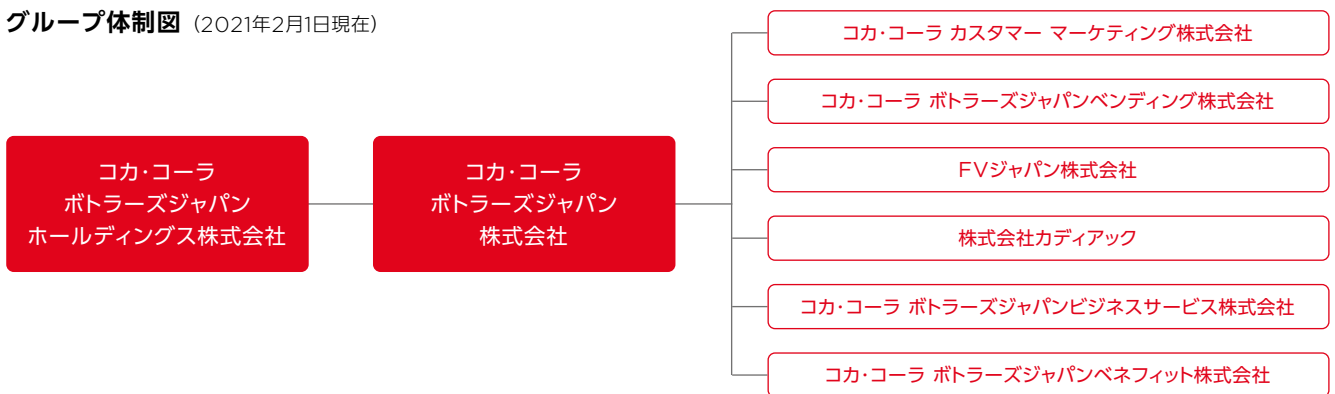 グループ体制図（2021年2月1日現在）
コカ・コーラ
ボトラーズジャパン
ホールディングス株式会社
コカ・コーラ
ボトラーズジャパン
株式会社
コカ・コーラ カスタマー マーケティング株式会社
コカ・コーラ ボトラーズジャパンベンディング株式会社
FVジャパン株式会社
株式会社カディアック
コカ・コーラ ボトラーズジャパンビジネスサービス株式会社
コカ・コーラ ボトラーズジャパンベネフィット株式会社